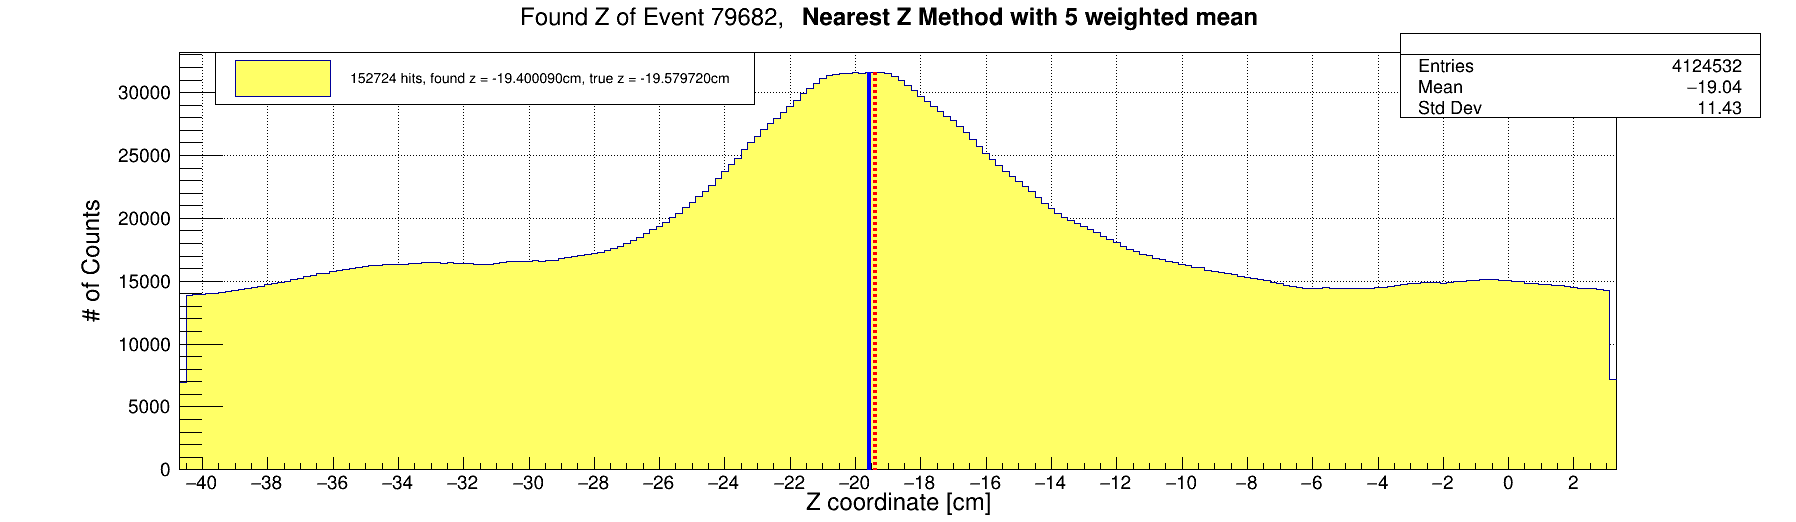 Found Z of Event 79682, Nearest Z Method with 5 weighted mean
152724 hits, found z = -19.400090cm, true z = -19.579720cm
Entries 4124532
Mean −19.04
Std Dev 11.43
30000
25000
20000
15000
10000
5000
0
# of Counts
−40 −38 −36 −34 −32 −30 −28 −26 −24 −22 −20 −18 −16 −14 −12 −10 −8 −6 −4 −2 0 2
Z coordinate [cm]